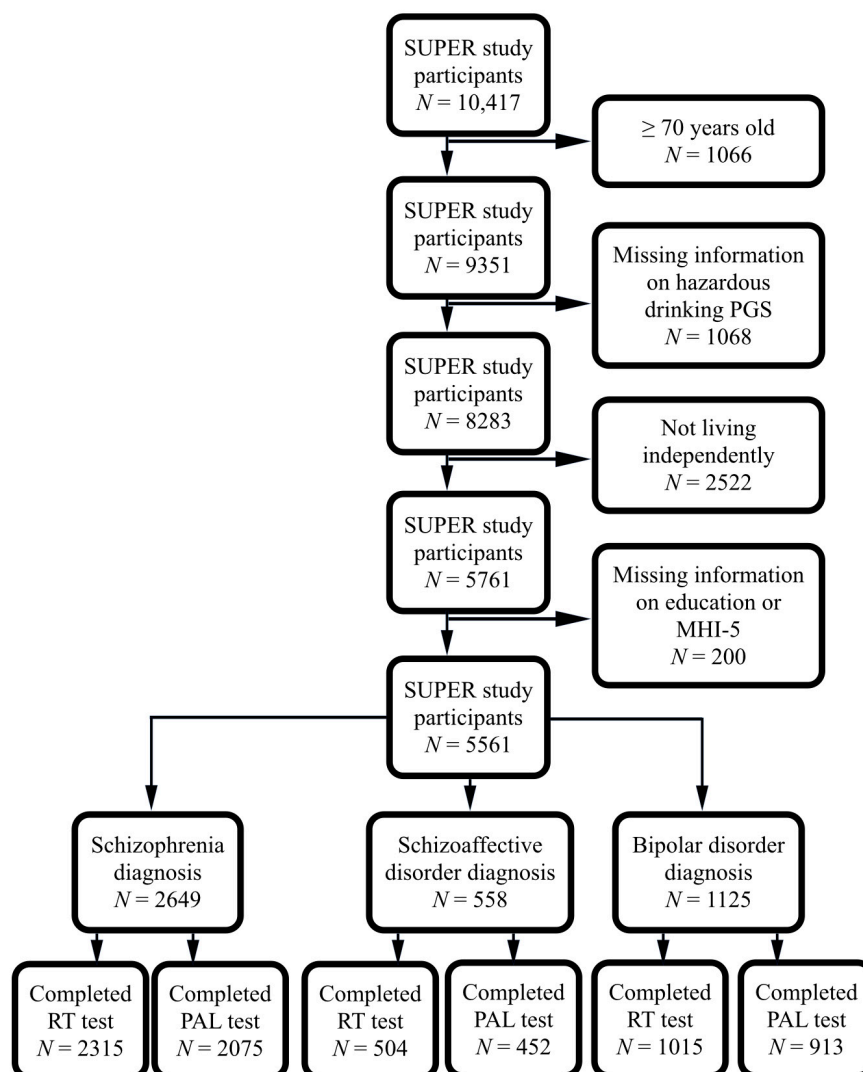 SUPER study
participants
N = 10,417
≥ 70 years old
N = 1066
SUPER study
participants
N = 9351
Missing information
on hazardous
drinking PGS
N = 1068
SUPER study
participants
N = 8283
Not living
independently
N = 2522
SUPER study
participants
N = 5761
Missing information
on education or
MHI-5
N = 200
SUPER study
participants
N = 5561
Schizophrenia
diagnosis
N = 2649
Schizoaffective
disorder diagnosis
N = 558
Bipolar disorder
diagnosis
N = 1125
Completed
RT test
N = 2315
Completed
PAL test
N = 2075
Completed
RT test
N = 504
Completed
PAL test
N = 452
Completed
RT test
N = 1015
Completed
PAL test
N = 913